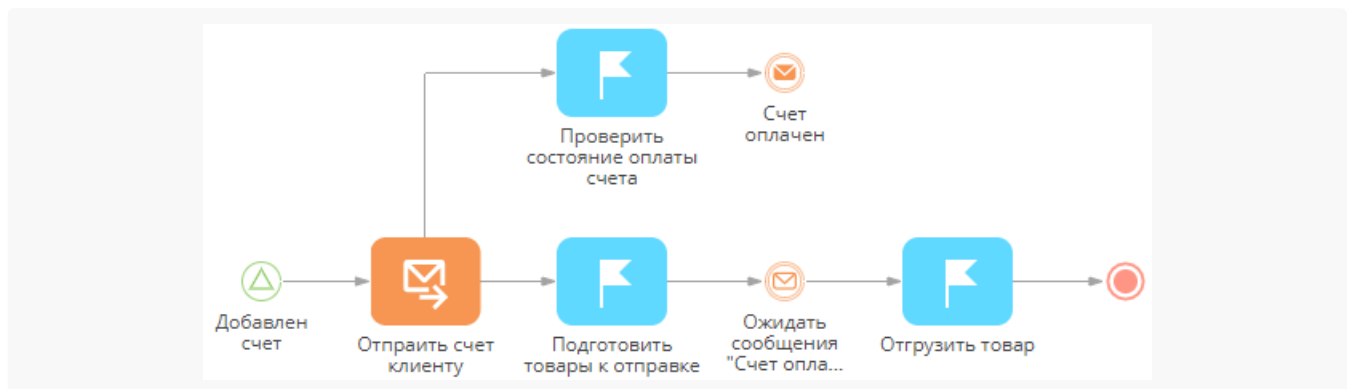 Счет
оплачен
Проверить
состояние оплаты
счета
Добавлен
счет
Отпраить счет
клиенту
Подготовить
товары к отправке
Ожидать
сообщения
"Счет опла...
Отгрузить товар